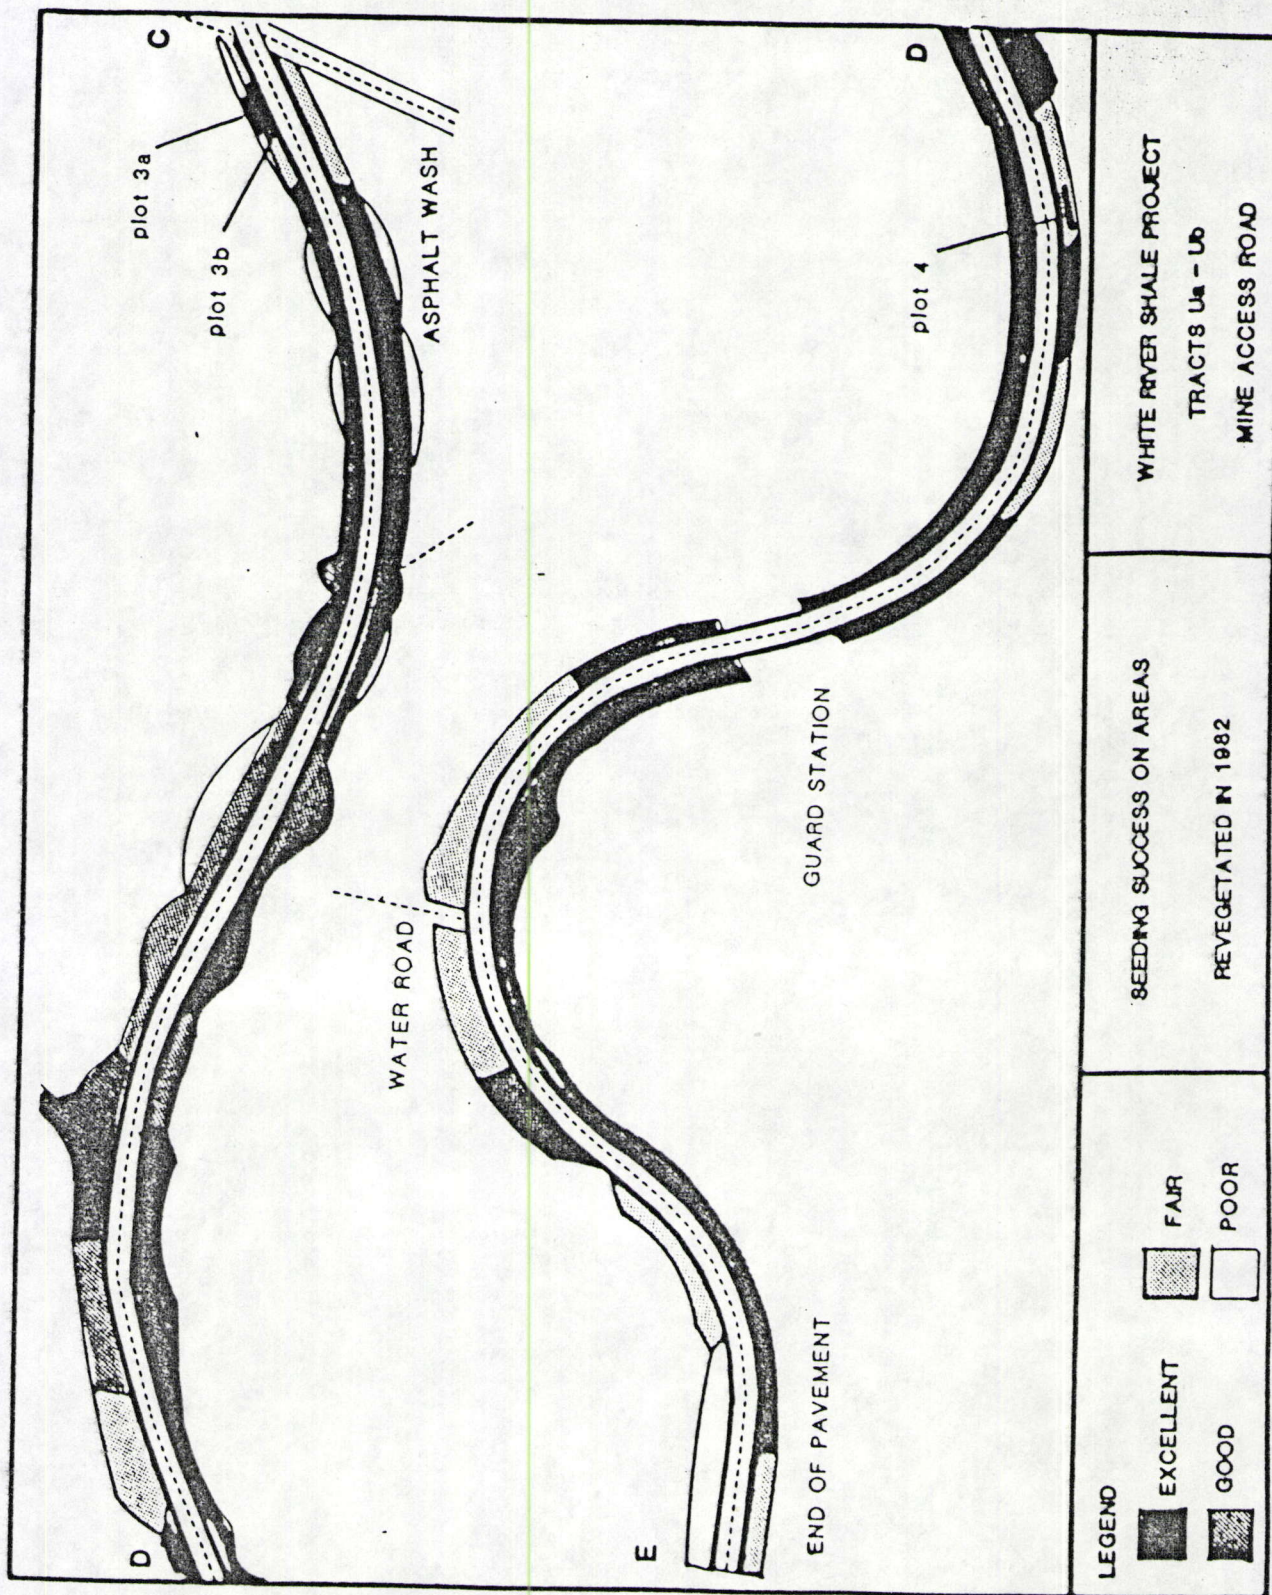 C
plot 3a
plot 3b
ASPHALT WASH
D
WATER ROAD
D
plot 4
GUARD STATION
E
END OF PAVEMENT
LEGEND
EXCELLENT
GOOD
FAIR
POOR
SEEDING SUCCESS ON AREAS
REVEGETATED IN 1982
WHITE RIVER SHALE PROJECT
TRACTS Ua - Ub
MINE ACCESS ROAD